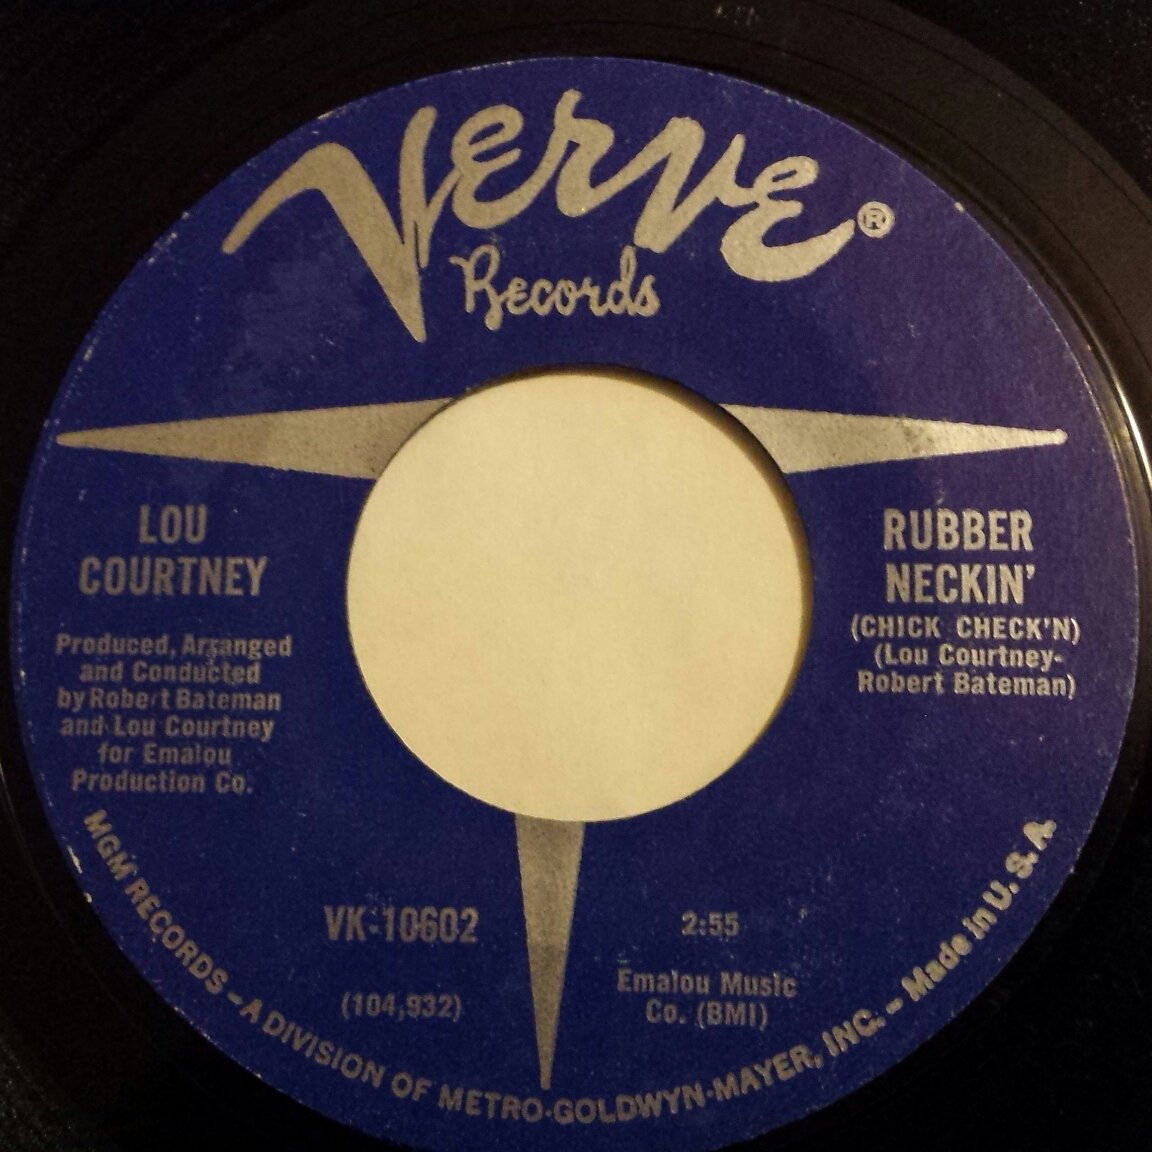 Verve®
Records
LOU
COURTNEY
Produced, Arranged
and Conducted
by Robert Bateman
and Lou Courtney
for Emalou
Production Co.
RUBBER
NECKIN'
(CHICK CHECK'N)
(Lou Courtney-
Robert Bateman)
VK-10602
(104,932)
2:55
Emalou Music
Co. (BMI)
MGM RECORDS - A DIVISION OF METRO-GOLDWYN-MAYER, INC. - Made in U.S.A.